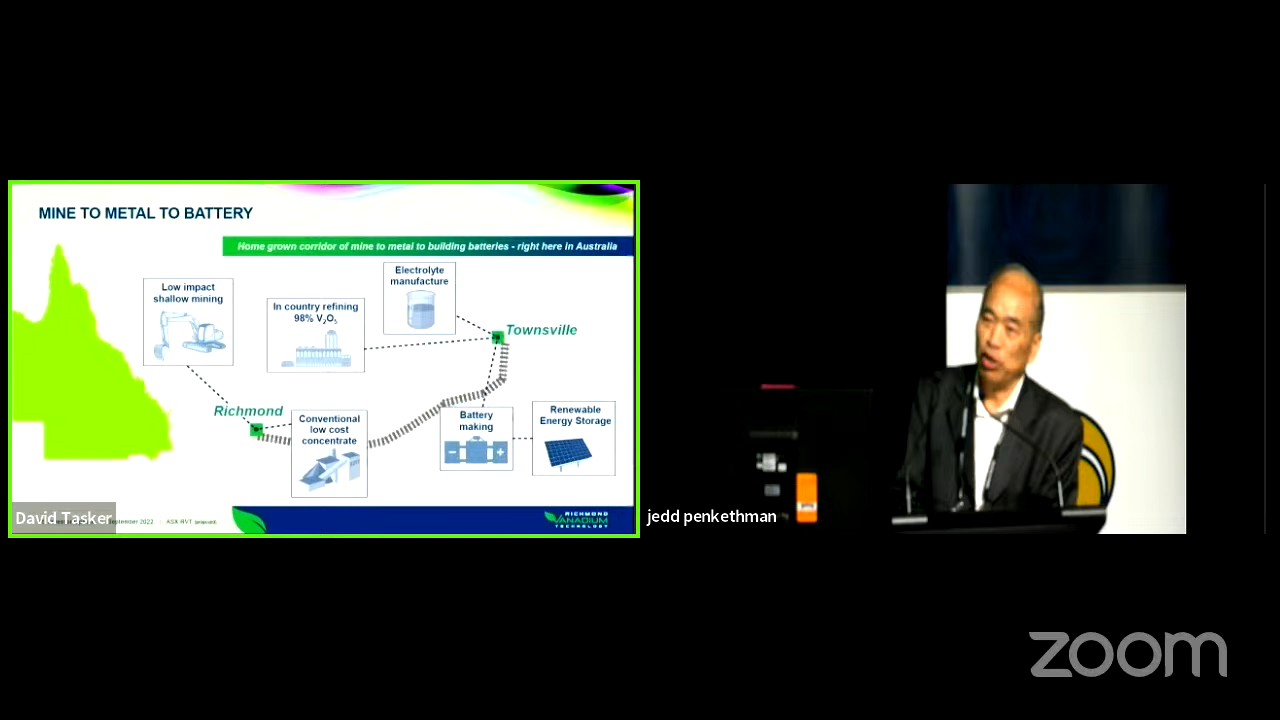 MINE TO METAL TO BATTERY
Home grown corridor of mine to metal to building batteries - right here in Australia
Low impact
shallow mining
In country refining
98% V2O5
Electrolyte
manufacture
Townsville
Richmond
Conventional
low cost
concentrate
Battery
making
Renewable
Energy Storage
David Tasker
September 2022 | ASX RVT
RICHMOND
VANADIUM
TECHNOLOGY
jedd penkethman
zoom